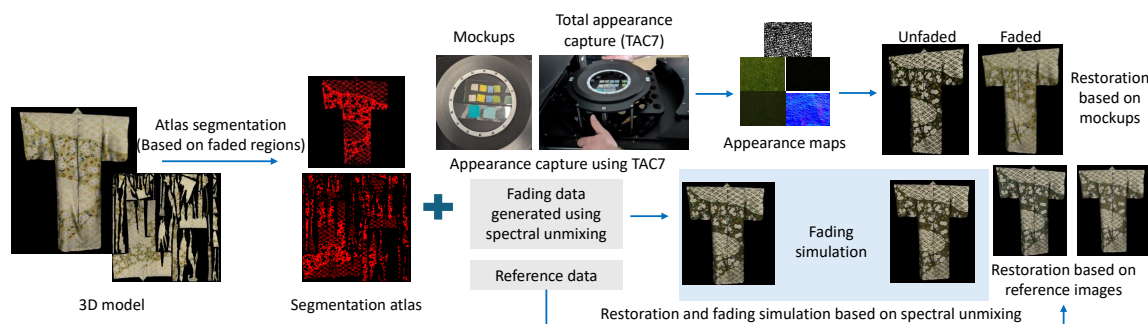 Mockups
Total appearance
capture (TAC7)
Unfaded
Faded
Restoration
based on
mockups
Atlas segmentation
(Based on faded regions)
Appearance maps
Appearance capture using TAC7
Fading data
generated using
spectral unmixing
Fading
simulation
Reference data
3D model
Segmentation atlas
Restoration based on
reference images
Restoration and fading simulation based on spectral unmixing